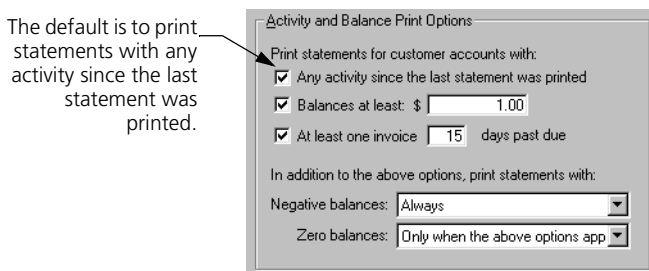 The default is to print
statements with any
activity since the last
statement was
printed.
Activity and Balance Print Options
Print statements for customer accounts with:
Any activity since the last statement was printed
Balances at least: $ 1.00
At least one invoice 15 days past due
In addition to the above options, print statements with:
Negative balances: Always
Zero balances: Only when the above options app